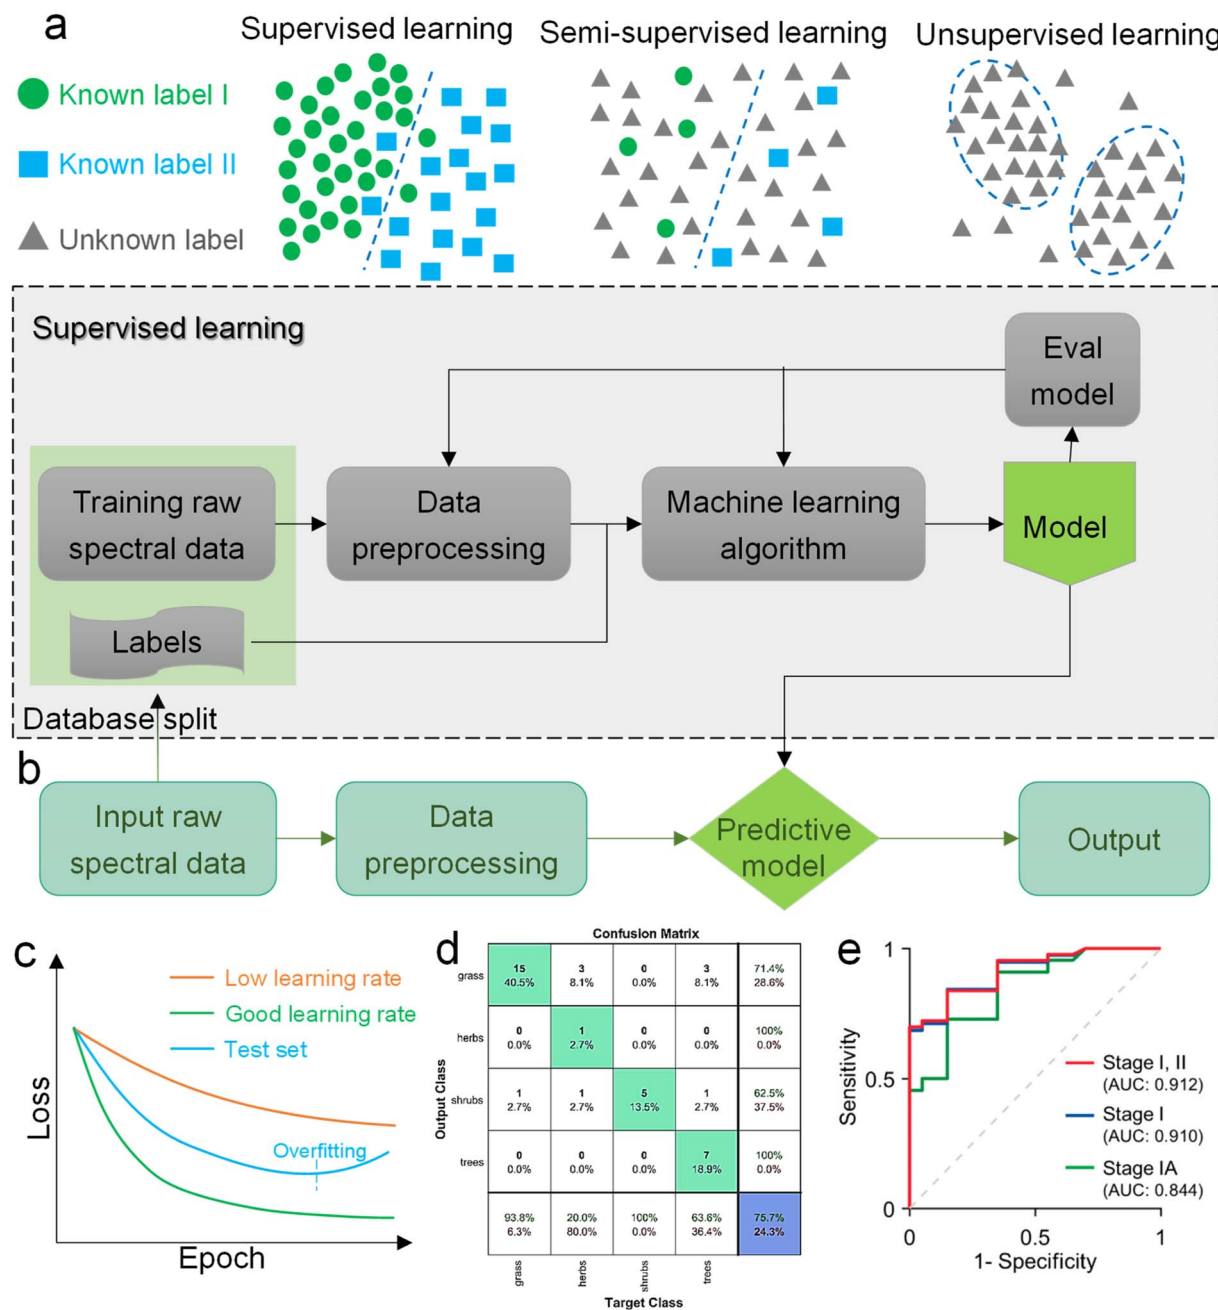 a
Supervised learning
Semi-supervised learning
Unsupervised learning
Known label I
Known label II
Unknown label
Supervised learning
Eval
model
Training raw
spectral data
Data
preprocessing
Machine learning
algorithm
Model
Labels
Database split
b
Input raw
spectral data
Data
preprocessing
Predictive
model
Output
c
Low learning rate
Good learning rate
Test set
Overfitting
Loss
Epoch
d
Confusion Matrix
Output Class
grass
15 3 0 3 71.4%
40.5% 8.1% 0.0% 8.1% 28.6%
herbs
0 1 0 0 100%
0.0% 2.7% 0.0% 0.0% 0.0%
shrubs
1 1 5 1 62.5%
2.7% 2.7% 13.5% 2.7% 37.5%
trees
0 0 0 7 100%
0.0% 0.0% 0.0% 18.9% 0.0%
93.8% 20.0% 100% 63.6% 75.7%
6.3% 80.0% 0.0% 36.4% 24.3%
grass herbs shrubs trees
Target Class
e
1
0.5
0
Sensitivity
Stage I, II
(AUC: 0.912)
Stage I
(AUC: 0.910)
Stage IA
(AUC: 0.844)
0 0.5 1
1- Specificity